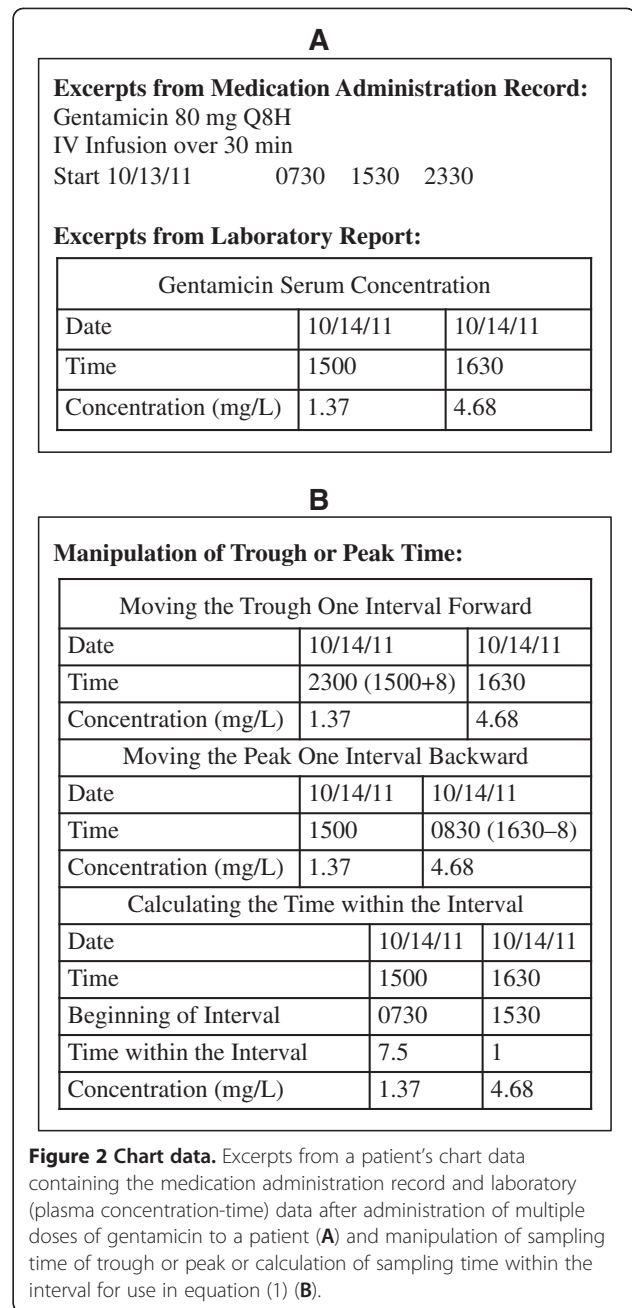 A
Excerpts from Medication Administration Record:
Gentamicin 80 mg Q8H
IV Infusion over 30 min
Start 10/13/11 0730 1530 2330
Excerpts from Laboratory Report:
Gentamicin Serum Concentration
Date 10/14/11 10/14/11
Time 1500 1630
Concentration (mg/L) 1.37 4.68
B
Manipulation of Trough or Peak Time:
Moving the Trough One Interval Forward
Date 10/14/11 10/14/11
Time 2300 (1500+8) 1630
Concentration (mg/L) 1.37 4.68
Moving the Peak One Interval Backward
Date 10/14/11 10/14/11
Time 1500 0830 (1630–8)
Concentration (mg/L) 1.37 4.68
Calculating the Time within the Interval
Date 10/14/11 10/14/11
Time 1500 1630
Beginning of Interval 0730 1530
Time within the Interval 7.5 1
Concentration (mg/L) 1.37 4.68
Figure 2 Chart data. Excerpts from a patient's chart data
containing the medication administration record and laboratory
(plasma concentration-time) data after administration of multiple
doses of gentamicin to a patient (A) and manipulation of sampling
time of trough or peak or calculation of sampling time within the
interval for use in equation (1) (B).